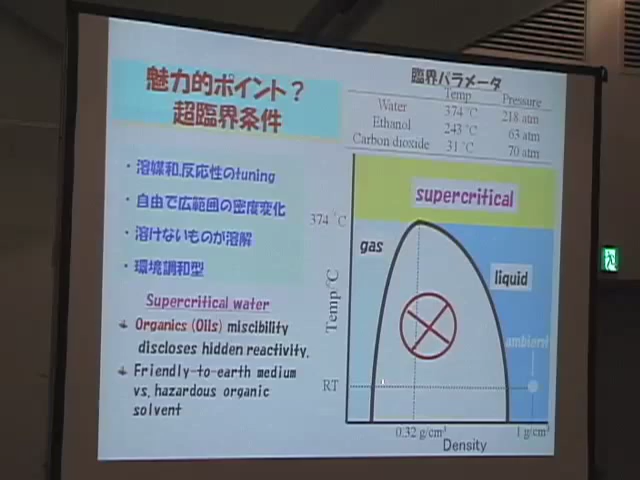 魅力的ポイント?
超臨界条件
・溶媒和,反応性のtuning
・自由で広範囲の密度変化
・溶けないものが溶解
・環境調和型
Supercritical water
Organics (Oils) miscibility
discloses hidden reactivity.
Friendly-to-earth medium
vs. hazardous organic
solvent
臨界パラメータ
Temp Pressure
Water 374 °C 218 atm
Ethanol 243 °C 63 atm
Carbon dioxide 31 °C 70 atm
supercritical
374 °C
gas
liquid
Temp/°C
ambient
RT
0.32 g/cm³ 1 g/cm³
Density